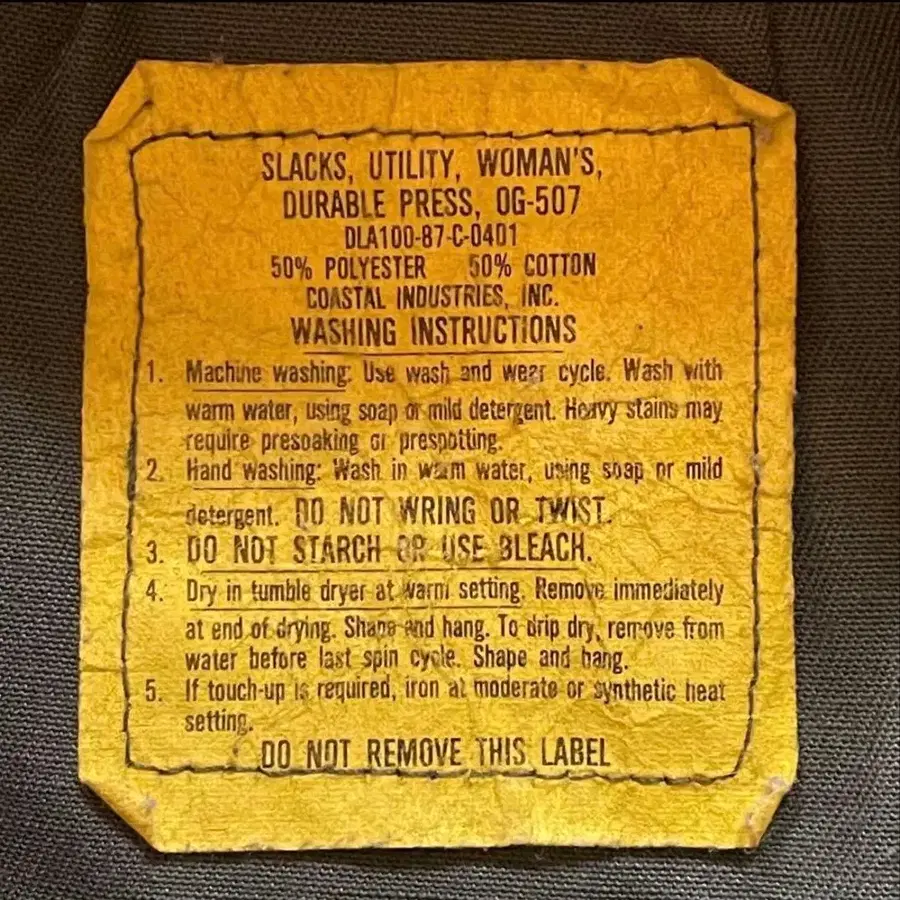 SLACKS, UTILITY, WOMAN'S,
DURABLE PRESS, OG-507
DLA100-87-C-0401
50% POLYESTER 50% COTTON
COASTAL INDUSTRIES, INC.
WASHING INSTRUCTIONS
1. Machine washing: Use wash and wear cycle. Wash with
warm water, using soap or mild detergent. Heavy stains may
require presoaking or prespotting.
2. Hand washing: Wash in warm water, using soap or mild
detergent. DO NOT WRING OR TWIST.
3. DO NOT STARCH OR USE BLEACH.
4. Dry in tumble dryer at warm setting. Remove immediately
at end of drying. Shape and hang. To drip dry, remove from
water before last spin cycle. Shape and hang.
5. If touch-up is required, iron at moderate or synthetic heat
setting.
DO NOT REMOVE THIS LABEL